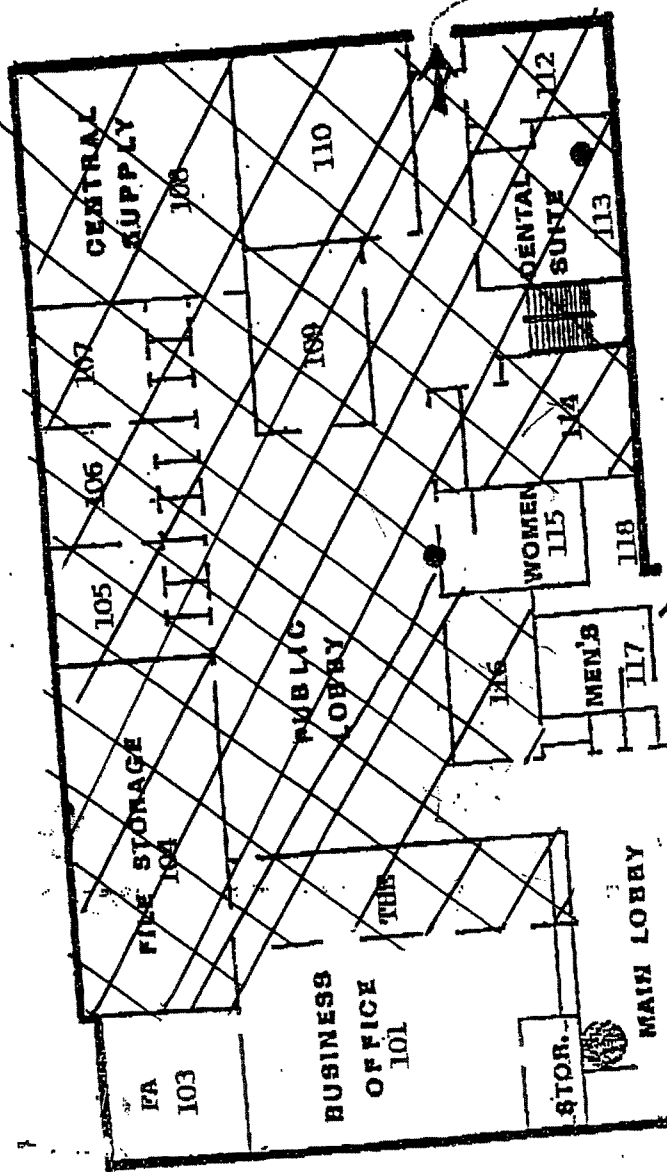 CENTRAL
SUPPLY
108
110
112
DENTAL
SUITE
113
107
109
106
114
105
WOMEN
115
118
PUBLIC
LOBBY
116
MEN'S
117
FILE STORAGE
104
MAIN LOBBY
BUSINESS
OFFICE
101
103
STOR.